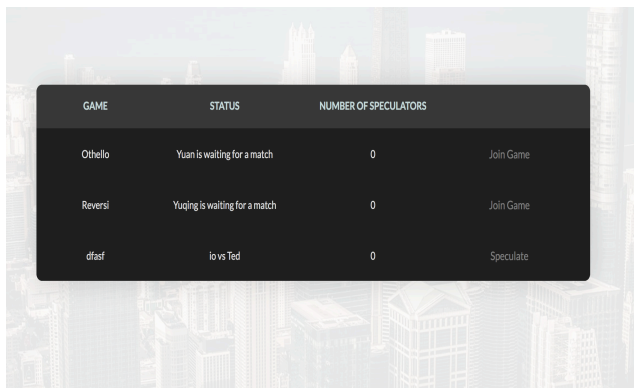 GAME STATUS NUMBER OF SPECULATORS
Othello Yuan is waiting for a match 0 Join Game
Reversi Yuqing is waiting for a match 0 Join Game
dfasf io vs Ted 0 Speculate